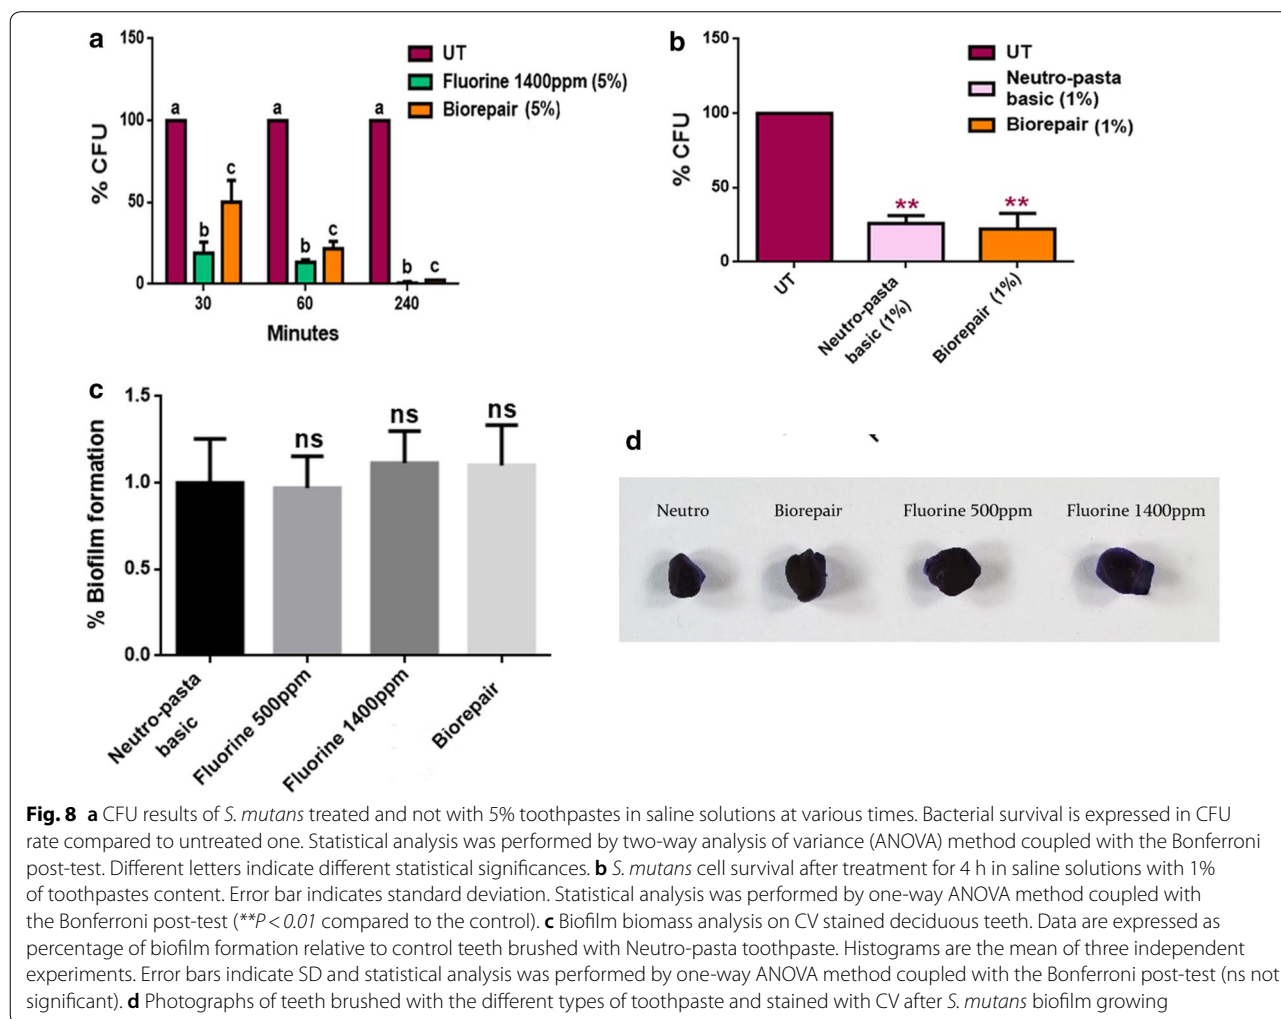 a
150
100
50
0
% CFU
UT
Fluorine 1400ppm (5%)
Biorepair (5%)
a
b
c
a
b
c
a
b
c
30
60
240
Minutes
b
150
100
50
0
% CFU
UT
Neutro-pasta
basic (1%)
Biorepair (1%)
**
**
UT
Neutro-pasta
basic (1%)
Biorepair (1%)
c
1.5
1.0
0.5
0.0
% Biofilm formation
ns
ns
ns
Neutro-pasta
basic
Fluorine 500ppm
Fluorine 1400ppm
Biorepair
d
Neutro
Biorepair
Fluorine 500ppm
Fluorine 1400ppm
Fig. 8 a CFU results of S. mutans treated and not with 5% toothpastes in saline solutions at various times. Bacterial survival is expressed in CFU
rate compared to untreated one. Statistical analysis was performed by two-way analysis of variance (ANOVA) method coupled with the Bonferroni
post-test. Different letters indicate different statistical significances. b S. mutans cell survival after treatment for 4 h in saline solutions with 1%
of toothpastes content. Error bar indicates standard deviation. Statistical analysis was performed by one-way ANOVA method coupled with
the Bonferroni post-test (**P < 0.01 compared to the control). c Biofilm biomass analysis on CV stained deciduous teeth. Data are expressed as
percentage of biofilm formation relative to control teeth brushed with Neutro-pasta toothpaste. Histograms are the mean of three independent
experiments. Error bars indicate SD and statistical analysis was performed by one-way ANOVA method coupled with the Bonferroni post-test (ns not
significant). d Photographs of teeth brushed with the different types of toothpaste and stained with CV after S. mutans biofilm growing